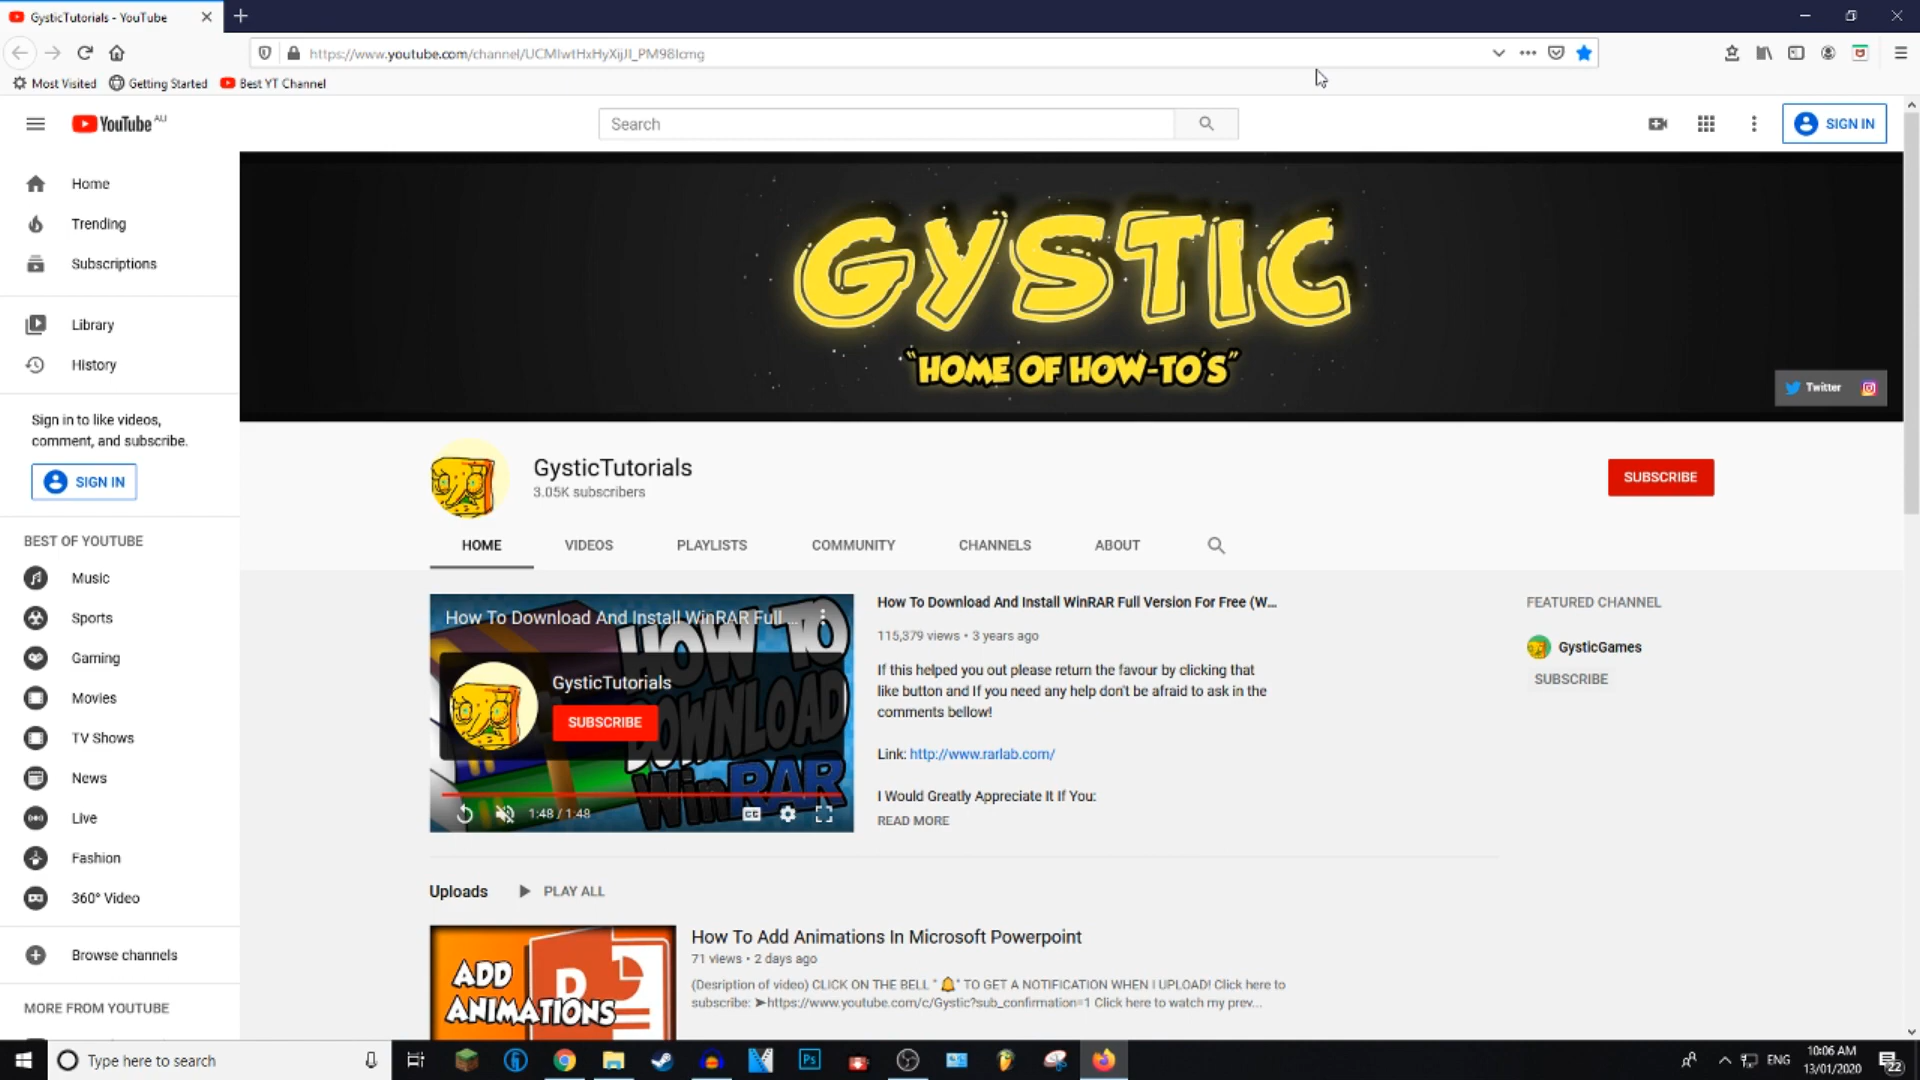 GysticTutorials - YouTube
https://www.youtube.com/channel/UCMlwtHxHyXijJl_PM98Icmg
Most Visited
Getting Started
Best YT Channel
YouTube AU
Search
SIGN IN
Home
Trending
Subscriptions
Library
History
Sign in to like videos,
comment, and subscribe.
SIGN IN
BEST OF YOUTUBE
Music
Sports
Gaming
Movies
TV Shows
News
Live
Fashion
360° Video
Browse channels
MORE FROM YOUTUBE
GYSTIC
"HOME OF HOW-TO'S"
Twitter
GysticTutorials
3.05K subscribers
SUBSCRIBE
HOME
VIDEOS
PLAYLISTS
COMMUNITY
CHANNELS
ABOUT
How To Download And Install WinRAR Full ...
HOW TO
DOWNLOAD
WinRAR
GysticTutorials
SUBSCRIBE
1:48 / 1:48
CC
How To Download And Install WinRAR Full Version For Free (W...
115,379 views • 3 years ago
If this helped you out please return the favour by clicking that
like button and If you need any help don't be afraid to ask in the
comments bellow!
Link: http://www.rarlab.com/
I Would Greatly Appreciate It If You:
READ MORE
FEATURED CHANNEL
GysticGames
SUBSCRIBE
Uploads
PLAY ALL
ADD
ANIMATIONS
How To Add Animations In Microsoft Powerpoint
71 views • 2 days ago
(Desription of video) CLICK ON THE BELL "🔔" TO GET A NOTIFICATION WHEN I UPLOAD! Click here to
subscribe: ➤https://www.youtube.com/c/Gystic?sub_confirmation=1 Click here to watch my prev...
Type here to search
Ps
ENG
10:06 AM
13/01/2020
22